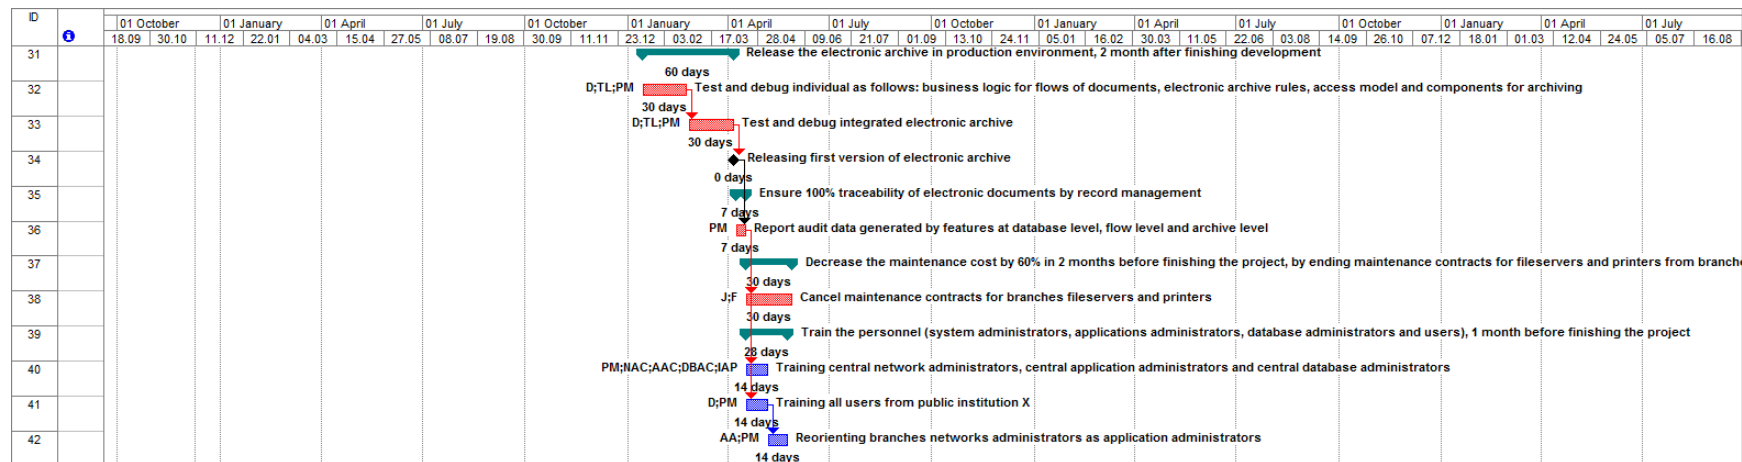 ID
01 October 01 January 01 April 01 July 01 October 01 January 01 April 01 July 01 October 01 January 01 April 01 July 01 October 01 January 01 April 01 July
18.09 30.10 11.12 22.01 04.03 15.04 27.05 08.07 19.08 30.09 11.11 23.12 03.02 17.03 28.04 09.06 21.07 01.09 13.10 24.11 05.01 16.02 30.03 11.05 22.06 03.08 14.09 26.10 07.12 18.01 01.03 12.04 24.05 05.07 16.08
31 Release the electronic archive in production environment, 2 month after finishing development
60 days
32 D;TL;PM Test and debug individual as follows: business logic for flows of documents, electronic archive rules, access model and components for archiving
30 days
33 D;TL;PM Test and debug integrated electronic archive
30 days
34 Releasing first version of electronic archive
0 days
35 Ensure 100% traceability of electronic documents by record management
7 days
36 PM Report audit data generated by features at database level, flow level and archive level
7 days
37 Decrease the maintenance cost by 60% in 2 months before finishing the project, by ending maintenance contracts for fileservers and printers from branche
30 days
38 J;F Cancel maintenance contracts for branches fileservers and printers
30 days
39 Train the personnel (system administrators, applications administrators, database administrators and users), 1 month before finishing the project
28 days
40 PM;NAC;AAC;DBAC;IAP Training central network administrators, central application administrators and central database administrators
14 days
41 D;PM Training all users from public institution X
14 days
42 AA;PM Reorienting branches networks administrators as application administrators
14 days